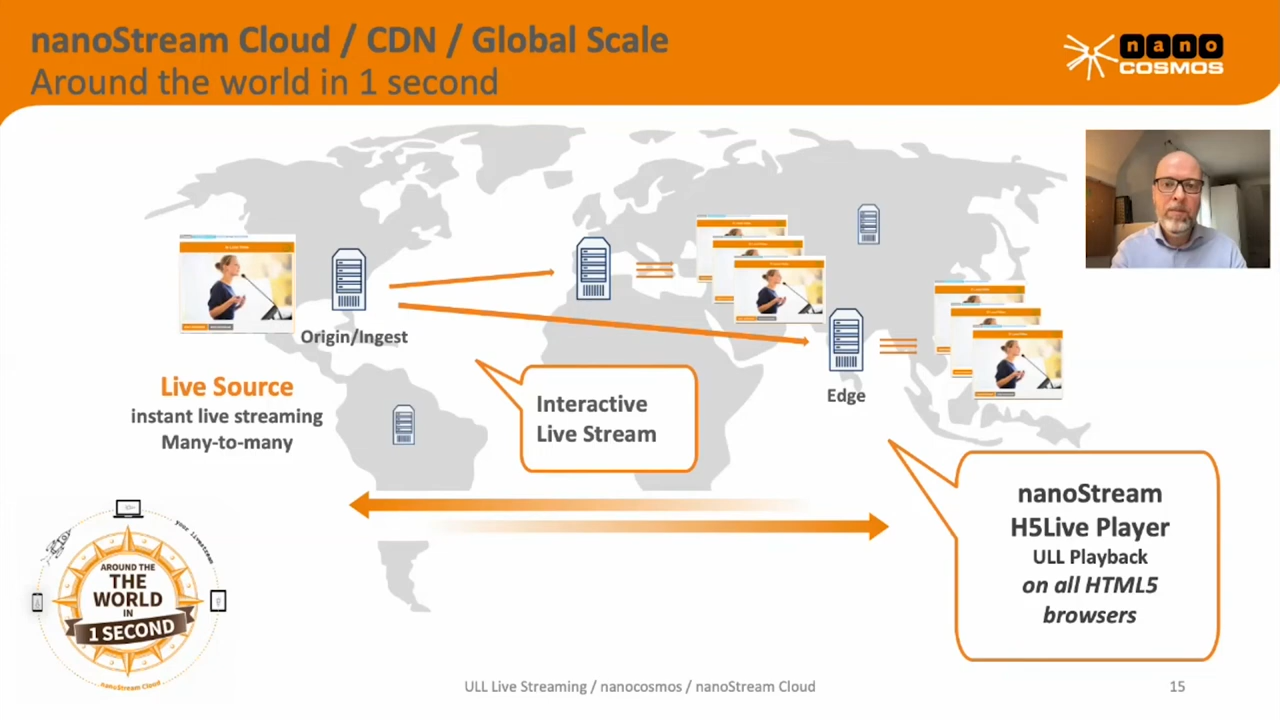 nanoStream Cloud / CDN / Global Scale
Around the world in 1 second
nano
COSMOS
Origin/Ingest
Live Source
instant live streaming
Many-to-many
Interactive
Live Stream
Edge
nanoStream
H5Live Player
ULL Playback
on all HTML5
browsers
your livestream
AROUND THE
THE
WORLD
IN
1 SECOND
nanoStream Cloud
ULL Live Streaming / nanocosmos / nanoStream Cloud
15